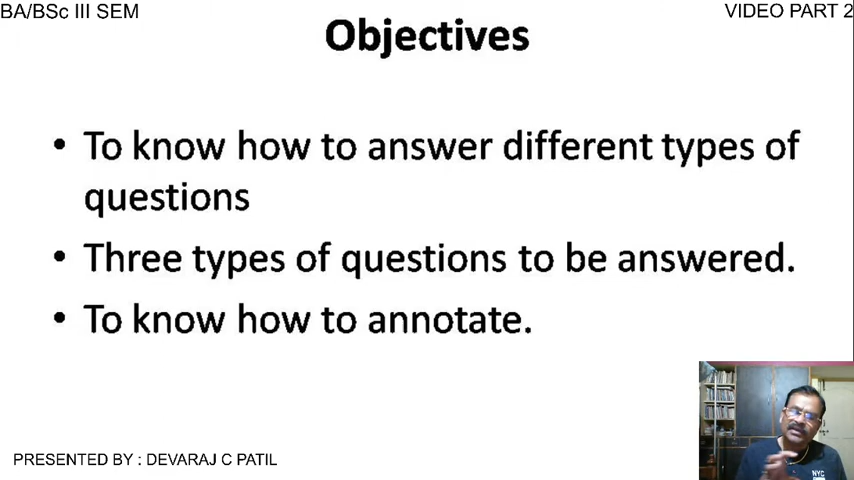 BA/BSc III SEM
VIDEO PART 2
Objectives
• To know how to answer different types of
questions
• Three types of questions to be answered.
• To know how to annotate.
NYC
PRESENTED BY : DEVARAJ C PATIL